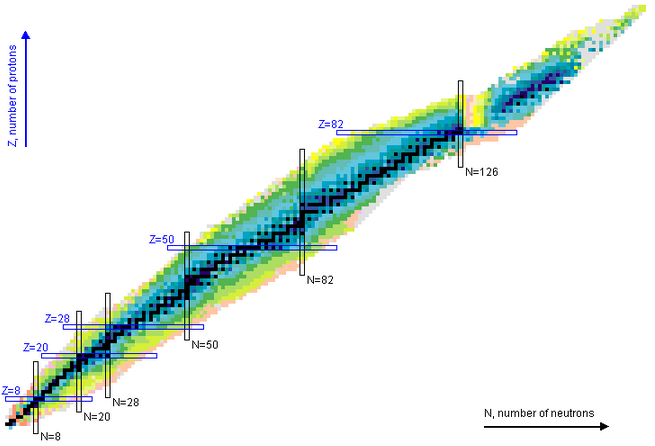 Z, number of protons
Z=82
N=126
Z=50
N=82
Z=28
N=50
Z=20
N=28
Z=8
N=20
N=8
N, number of neutrons